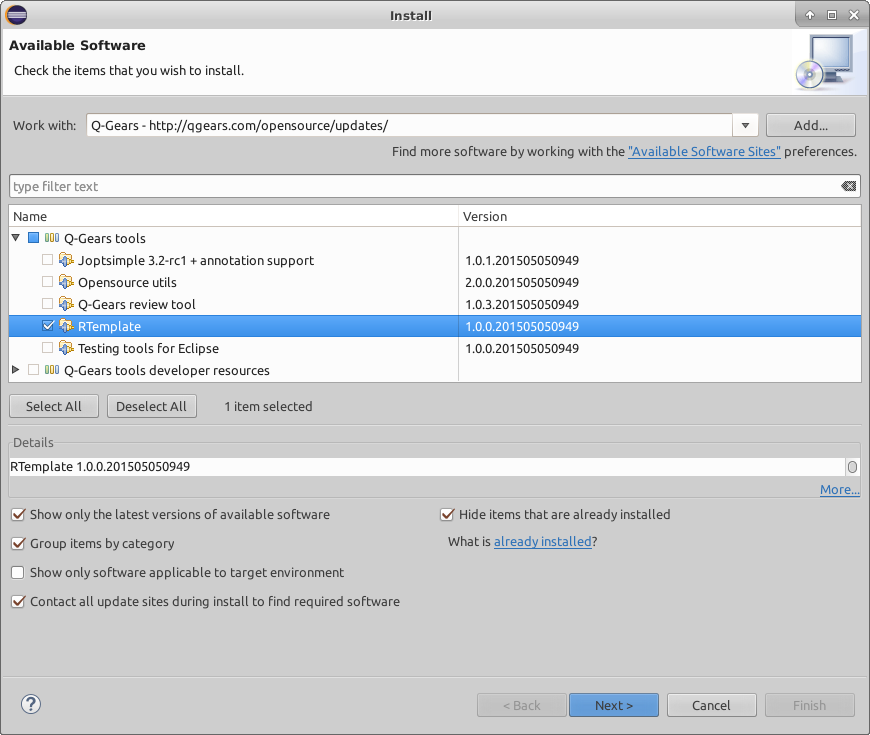 Install
Available Software
Check the items that you wish to install.
Work with: Q-Gears - http://qgears.com/opensource/updates/ Add...
Find more software by working with the "Available Software Sites" preferences.
type filter text
Name Version
Q-Gears tools
Joptsimple 3.2-rc1 + annotation support 1.0.1.201505050949
Opensource utils 2.0.0.201505050949
Q-Gears review tool 1.0.3.201505050949
RTemplate 1.0.0.201505050949
Testing tools for Eclipse 1.0.0.201505050949
Q-Gears tools developer resources
Select All Deselect All 1 item selected
Details
RTemplate 1.0.0.201505050949
More...
Show only the latest versions of available software Hide items that are already installed
Group items by category What is already installed?
Show only software applicable to target environment
Contact all update sites during install to find required software
? < Back Next > Cancel Finish